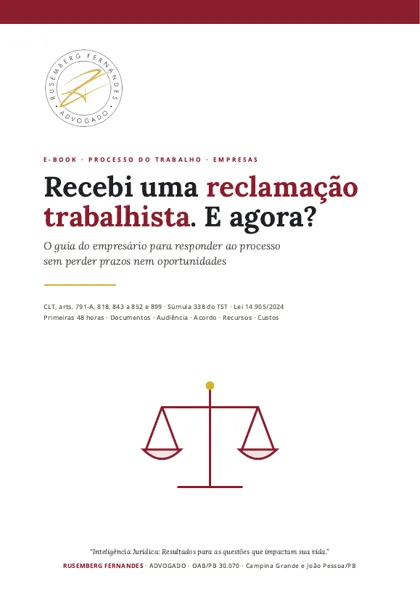 RUSEMBERG FERNANDES
ADVOGADO
E-BOOK · PROCESSO DO TRABALHO · EMPRESAS
Recebi uma reclamação
trabalhista. E agora?
O guia do empresário para responder ao processo
sem perder prazos nem oportunidades
CLT, arts. 791-A, 818, 843 a 852 e 899 · Súmula 338 do TST · Lei 14.905/2024
Primeiras 48 horas · Documentos · Audiência · Acordo · Recursos · Custos
"Inteligência Jurídica: Resultados para as questões que impactam sua vida."
RUSEMBERG FERNANDES · ADVOGADO · OAB/PB 30.070 · Campina Grande e João Pessoa/PB